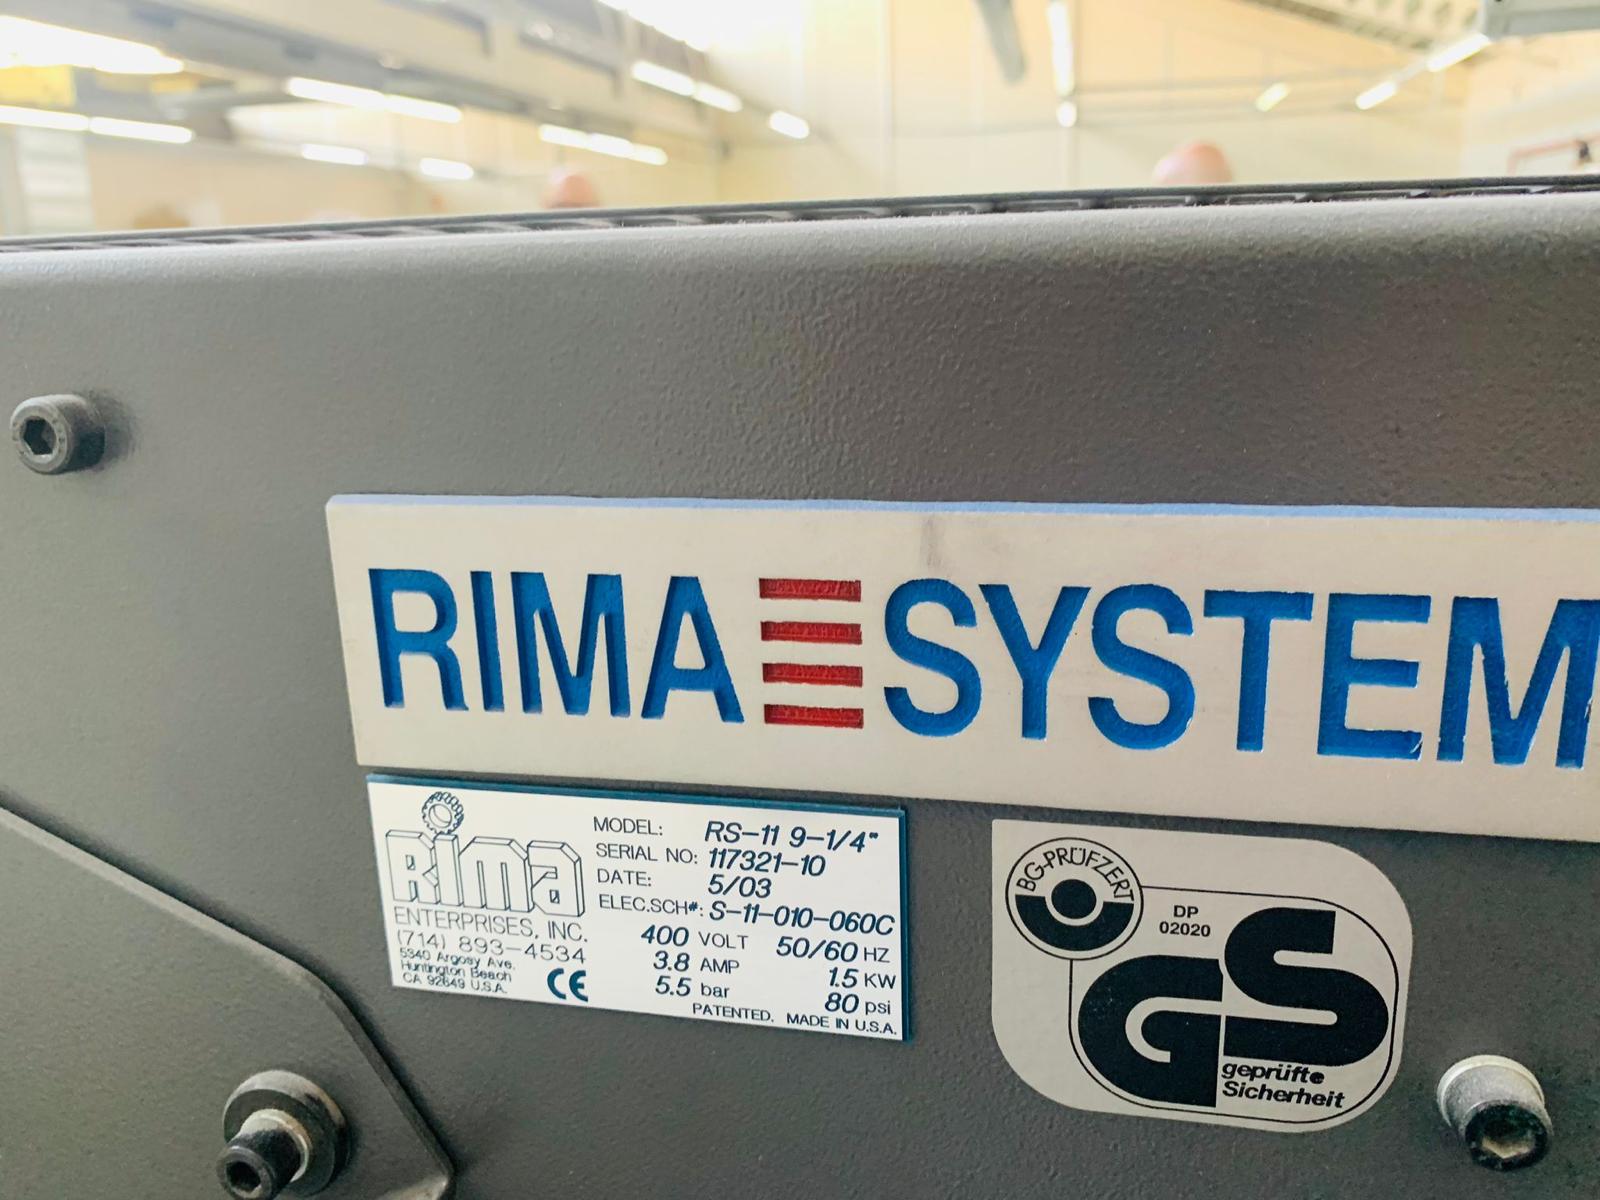 RIMA SYSTEM
rima
ENTERPRISES, INC.
(714) 893-4534
5340 Argosy Ave.
Huntington Beach
CA 92649 U.S.A.
CE
MODEL: RS-11 9-1/4"
SERIAL NO: 117321-10
DATE: 5/03
ELEC.SCH#: S-11-010-060C
400 VOLT 50/60 HZ
3.8 AMP 1.5 KW
5.5 bar 80 psi
PATENTED. MADE IN U.S.A.
BG-PRÜFZERT
DP
02020
GS
geprüfte
Sicherheit